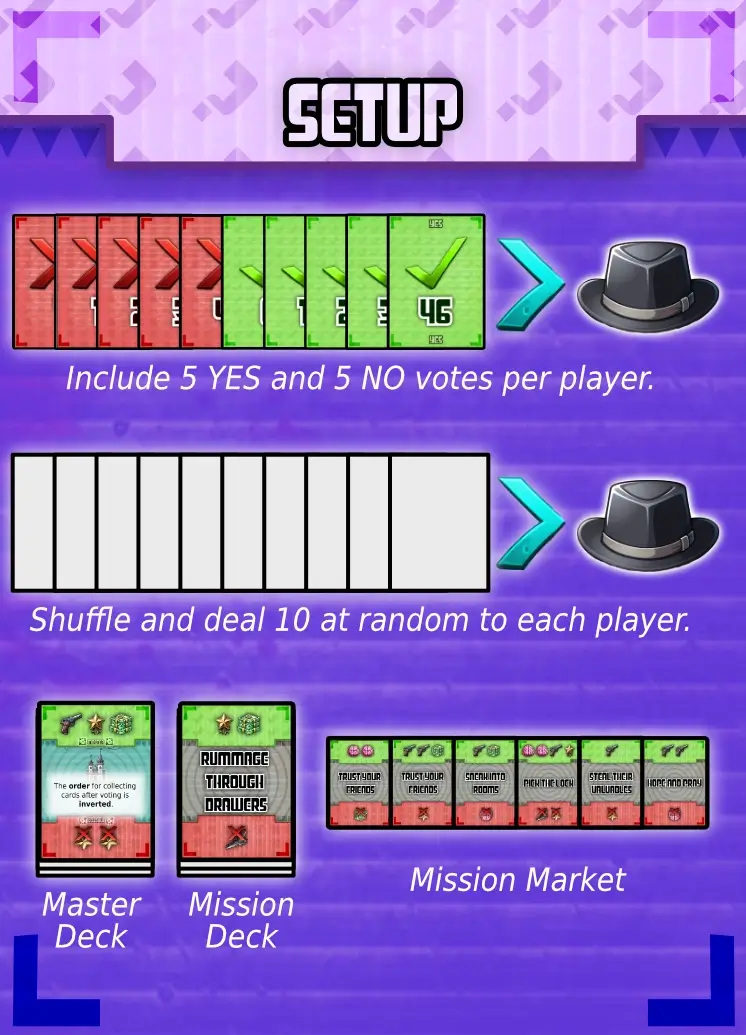 SETUP
YES
46
YES
Include 5 YES and 5 NO votes per player.
Shuffle and deal 10 at random to each player.
The order for collecting
cards after voting is
inverted.
RUMMAGE
THROUGH
DRAWERS
TRUST YOUR
FRIENDS
TRUST YOUR
FRIENDS
SNEAK INTO
ROOMS
PICK THE LOCK
STEAL THEIR
VALUABLES
HOPE AND PRAY
Mission Market
Master
Deck
Mission
Deck